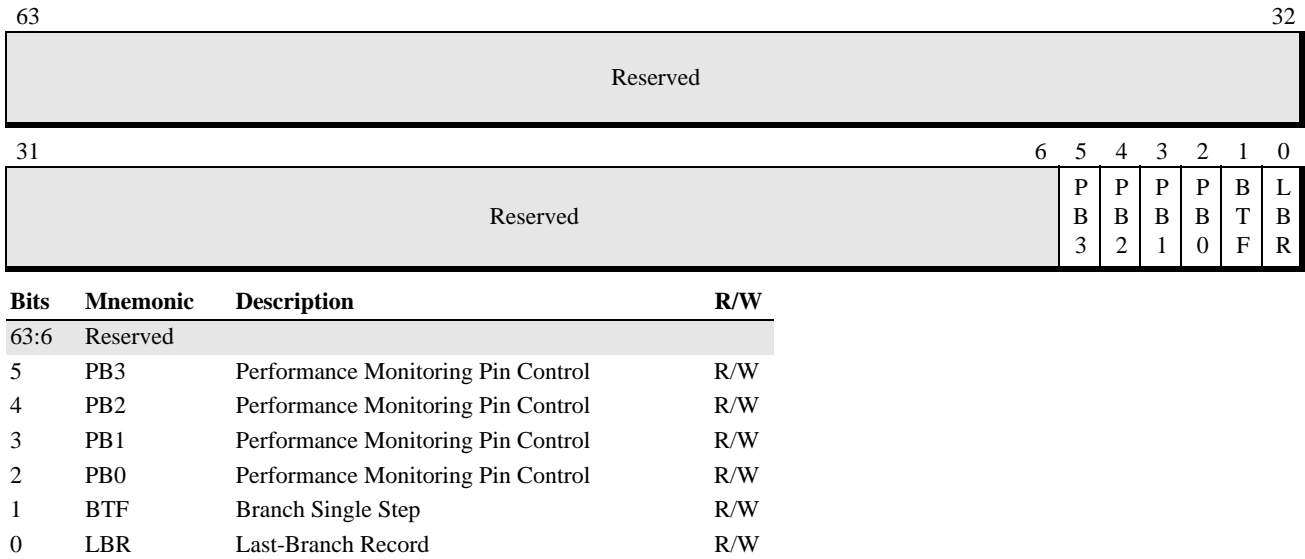 63 32
Reserved
31 6 5 4 3 2 1 0
Reserved
P P P P B L
B B B B T B
3 2 1 0 F R
Bits Mnemonic Description R/W
63:6 Reserved
5 PB3 Performance Monitoring Pin Control R/W
4 PB2 Performance Monitoring Pin Control R/W
3 PB1 Performance Monitoring Pin Control R/W
2 PB0 Performance Monitoring Pin Control R/W
1 BTF Branch Single Step R/W
0 LBR Last-Branch Record R/W